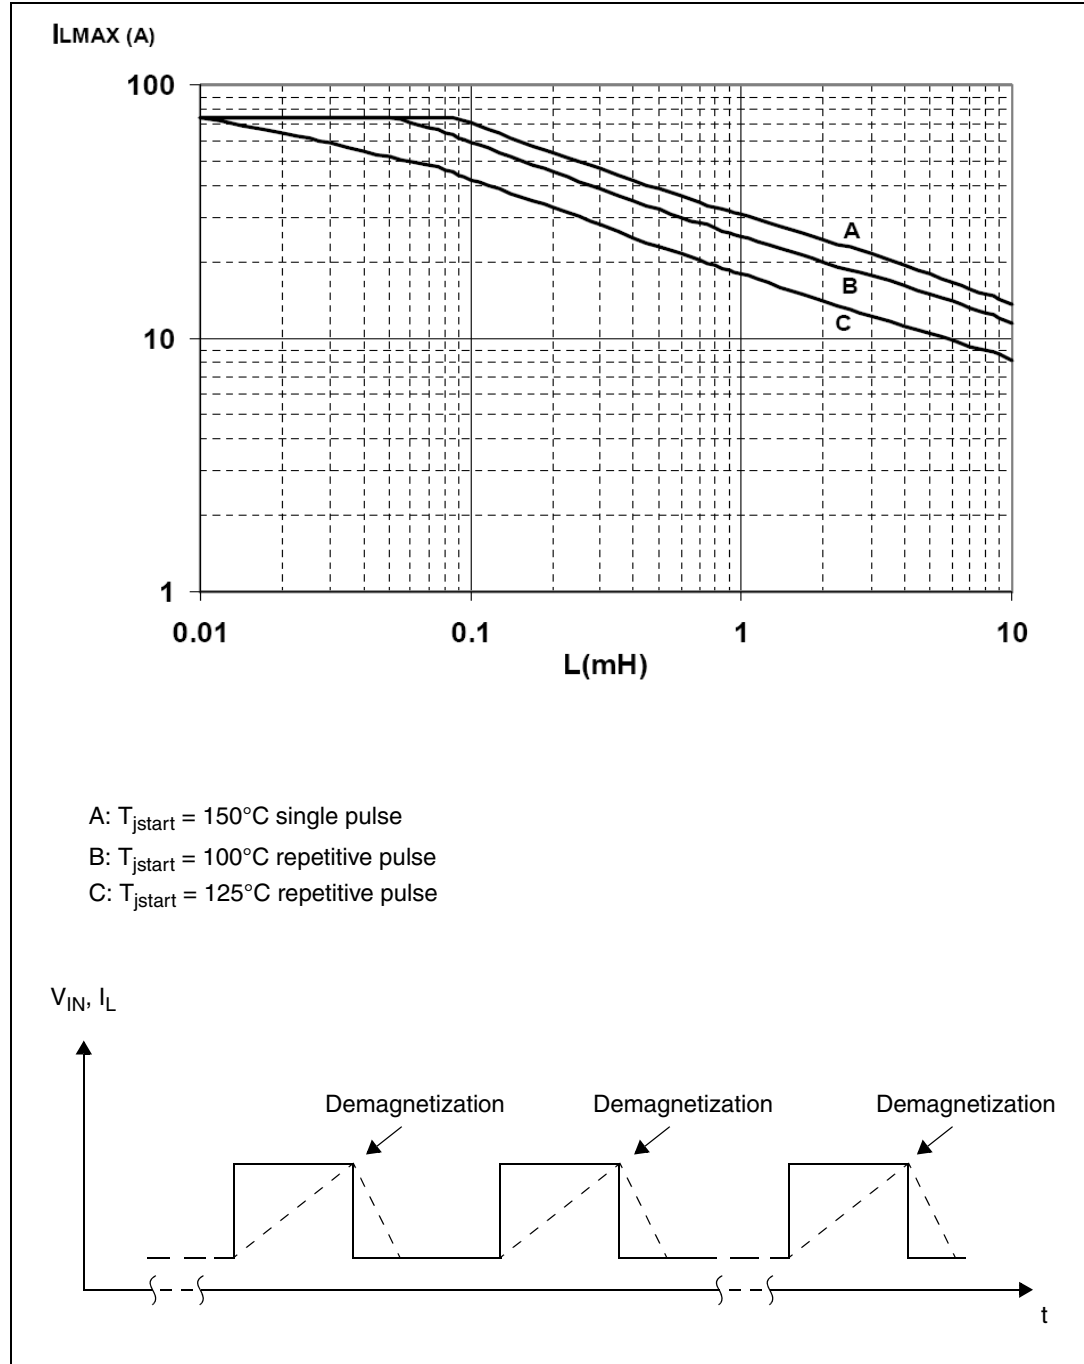 ILMAX (A)
100
A
B
C
10
1
0.01 0.1 1 10
L(mH)
A: Tjstart = 150°C single pulse
B: Tjstart = 100°C repetitive pulse
C: Tjstart = 125°C repetitive pulse
VIN, IL
Demagnetization Demagnetization Demagnetization
t